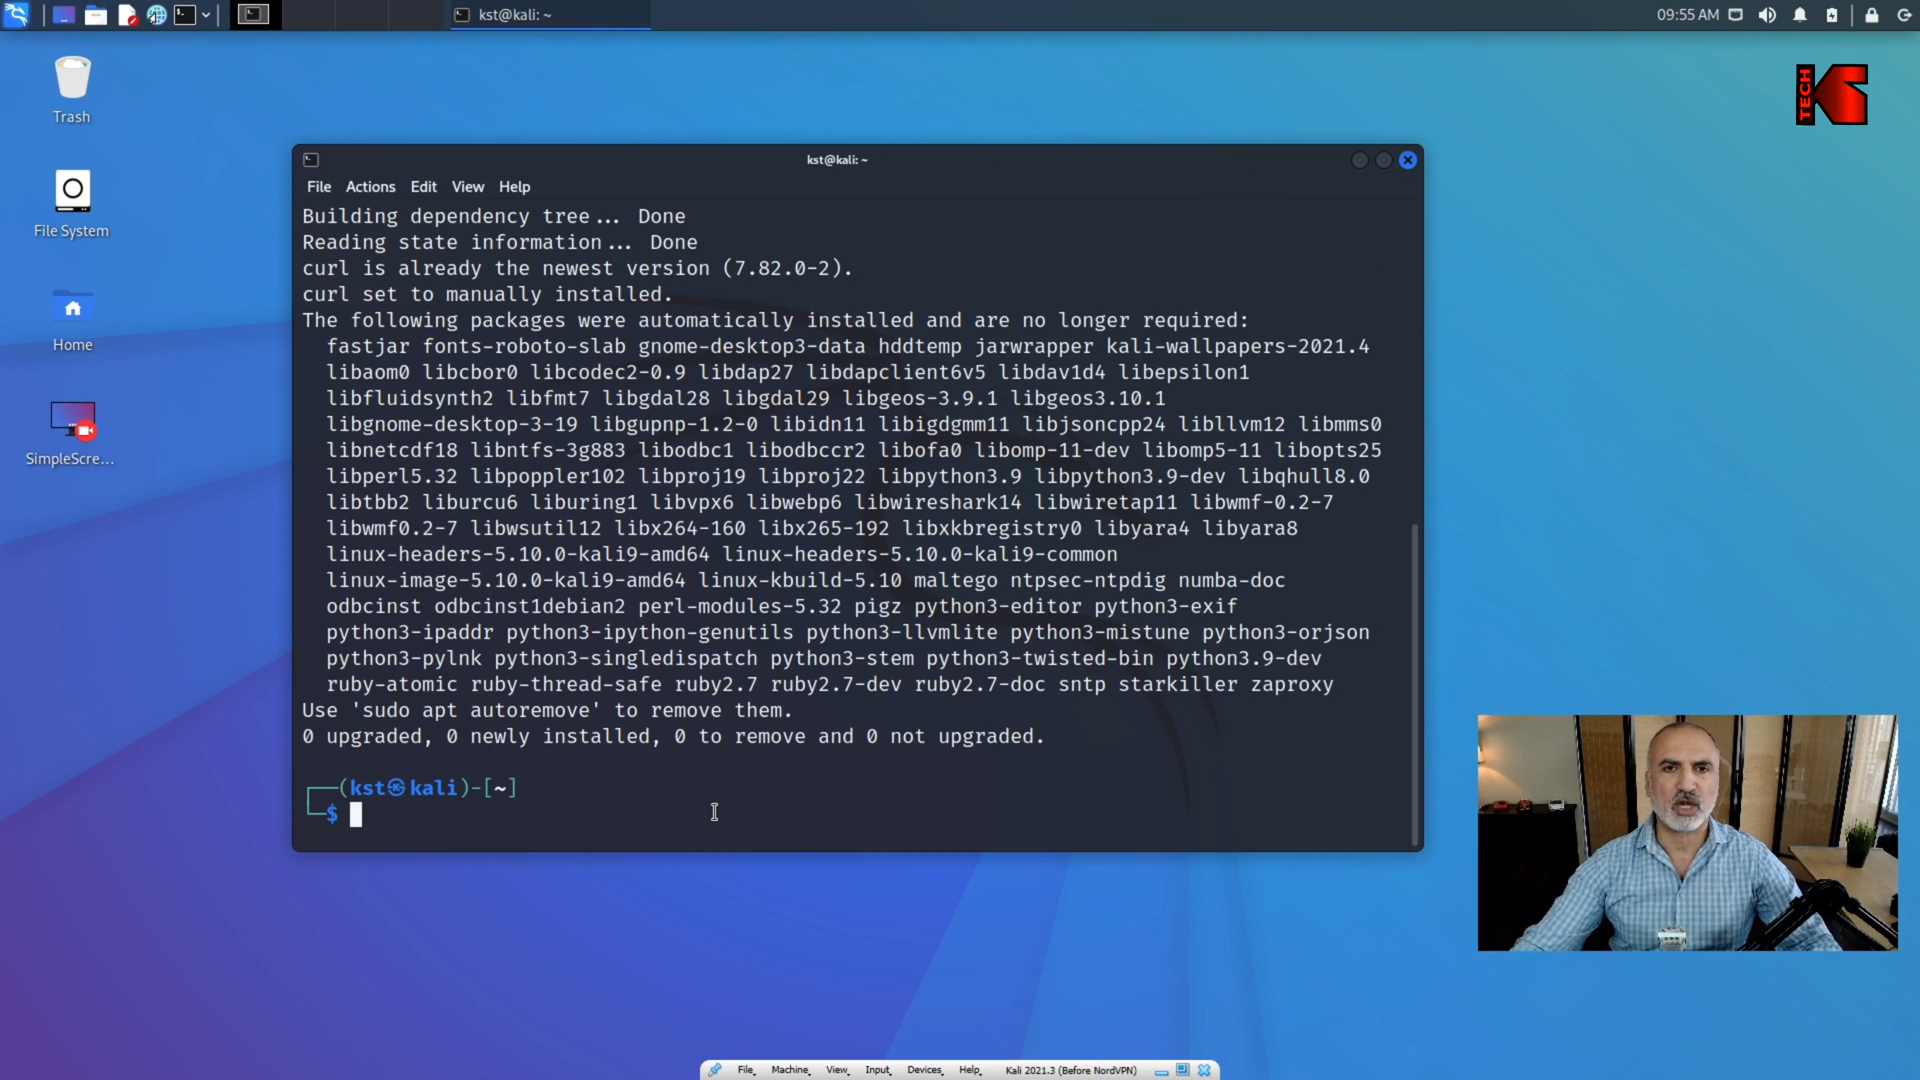 kst@kali: ~
09:55 AM
Trash
File System
Home
SimpleScre...
TECH
K
kst@kali: ~
File Actions Edit View Help
Building dependency tree... Done
Reading state information... Done
curl is already the newest version (7.82.0-2).
curl set to manually installed.
The following packages were automatically installed and are no longer required:
fastjar fonts-roboto-slab gnome-desktop3-data hddtemp jarwrapper kali-wallpapers-2021.4
libaom0 libcbor0 libcodec2-0.9 libdap27 libdapclient6v5 libdav1d4 libepsilon1
libfluidsynth2 libfmt7 libgdal28 libgdal29 libgeos-3.9.1 libgeos3.10.1
libgnome-desktop-3-19 libgupnp-1.2-0 libidn11 libigdgmm11 libjsoncpp24 libllvm12 libmms0
libnetcdf18 libntfs-3g883 libodbc1 libodbccr2 libofa0 libomp-11-dev libomp5-11 libopts25
libperl5.32 libpoppler102 libproj19 libproj22 libpython3.9 libpython3.9-dev libqhull8.0
libtbb2 liburcu6 liburing1 libvpx6 libwebp6 libwireshark14 libwiretap11 libwmf-0.2-7
libwmf0.2-7 libwsutil12 libx264-160 libx265-192 libxkbregistry0 libyara4 libyara8
linux-headers-5.10.0-kali9-amd64 linux-headers-5.10.0-kali9-common
linux-image-5.10.0-kali9-amd64 linux-kbuild-5.10 maltego ntpsec-ntpdig numba-doc
odbcinst odbcinst1debian2 perl-modules-5.32 pigz python3-editor python3-exif
python3-ipaddr python3-ipython-genutils python3-llvmlite python3-mistune python3-orjson
python3-pylnk python3-singledispatch python3-stem python3-twisted-bin python3.9-dev
ruby-atomic ruby-thread-safe ruby2.7 ruby2.7-dev ruby2.7-doc sntp starkiller zaproxy
Use 'sudo apt autoremove' to remove them.
0 upgraded, 0 newly installed, 0 to remove and 0 not upgraded.
┌──(kst㉿kali)-[~]
└─$
File Machine View Input Devices Help Kali 2021.3 (Before NordVPN)